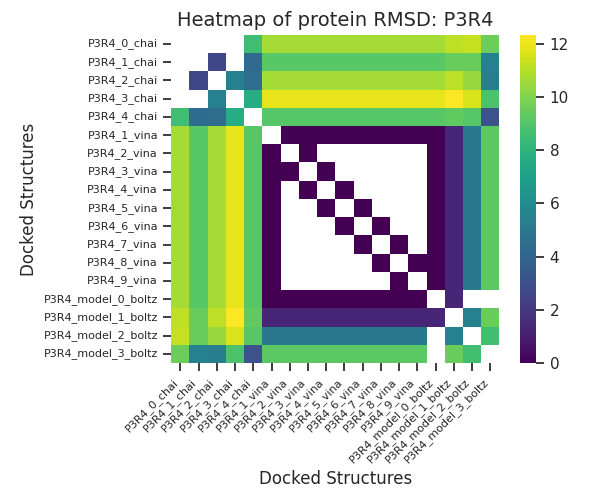 Heatmap of protein RMSD: P3R4
P3R4_0_chai
P3R4_1_chai
P3R4_2_chai
P3R4_3_chai
P3R4_4_chai
P3R4_1_vina
P3R4_2_vina
P3R4_3_vina
P3R4_4_vina
P3R4_5_vina
P3R4_6_vina
P3R4_7_vina
P3R4_8_vina
P3R4_9_vina
P3R4_model_0_boltz
P3R4_model_1_boltz
P3R4_model_2_boltz
P3R4_model_3_boltz
Docked Structures
P3R4_0_chai
P3R4_1_chai
P3R4_2_chai
P3R4_3_chai
P3R4_4_chai
P3R4_1_vina
P3R4_2_vina
P3R4_3_vina
P3R4_4_vina
P3R4_5_vina
P3R4_6_vina
P3R4_7_vina
P3R4_8_vina
P3R4_9_vina
P3R4_model_0_boltz
P3R4_model_1_boltz
P3R4_model_2_boltz
P3R4_model_3_boltz
Docked Structures
12
10
8
6
4
2
0